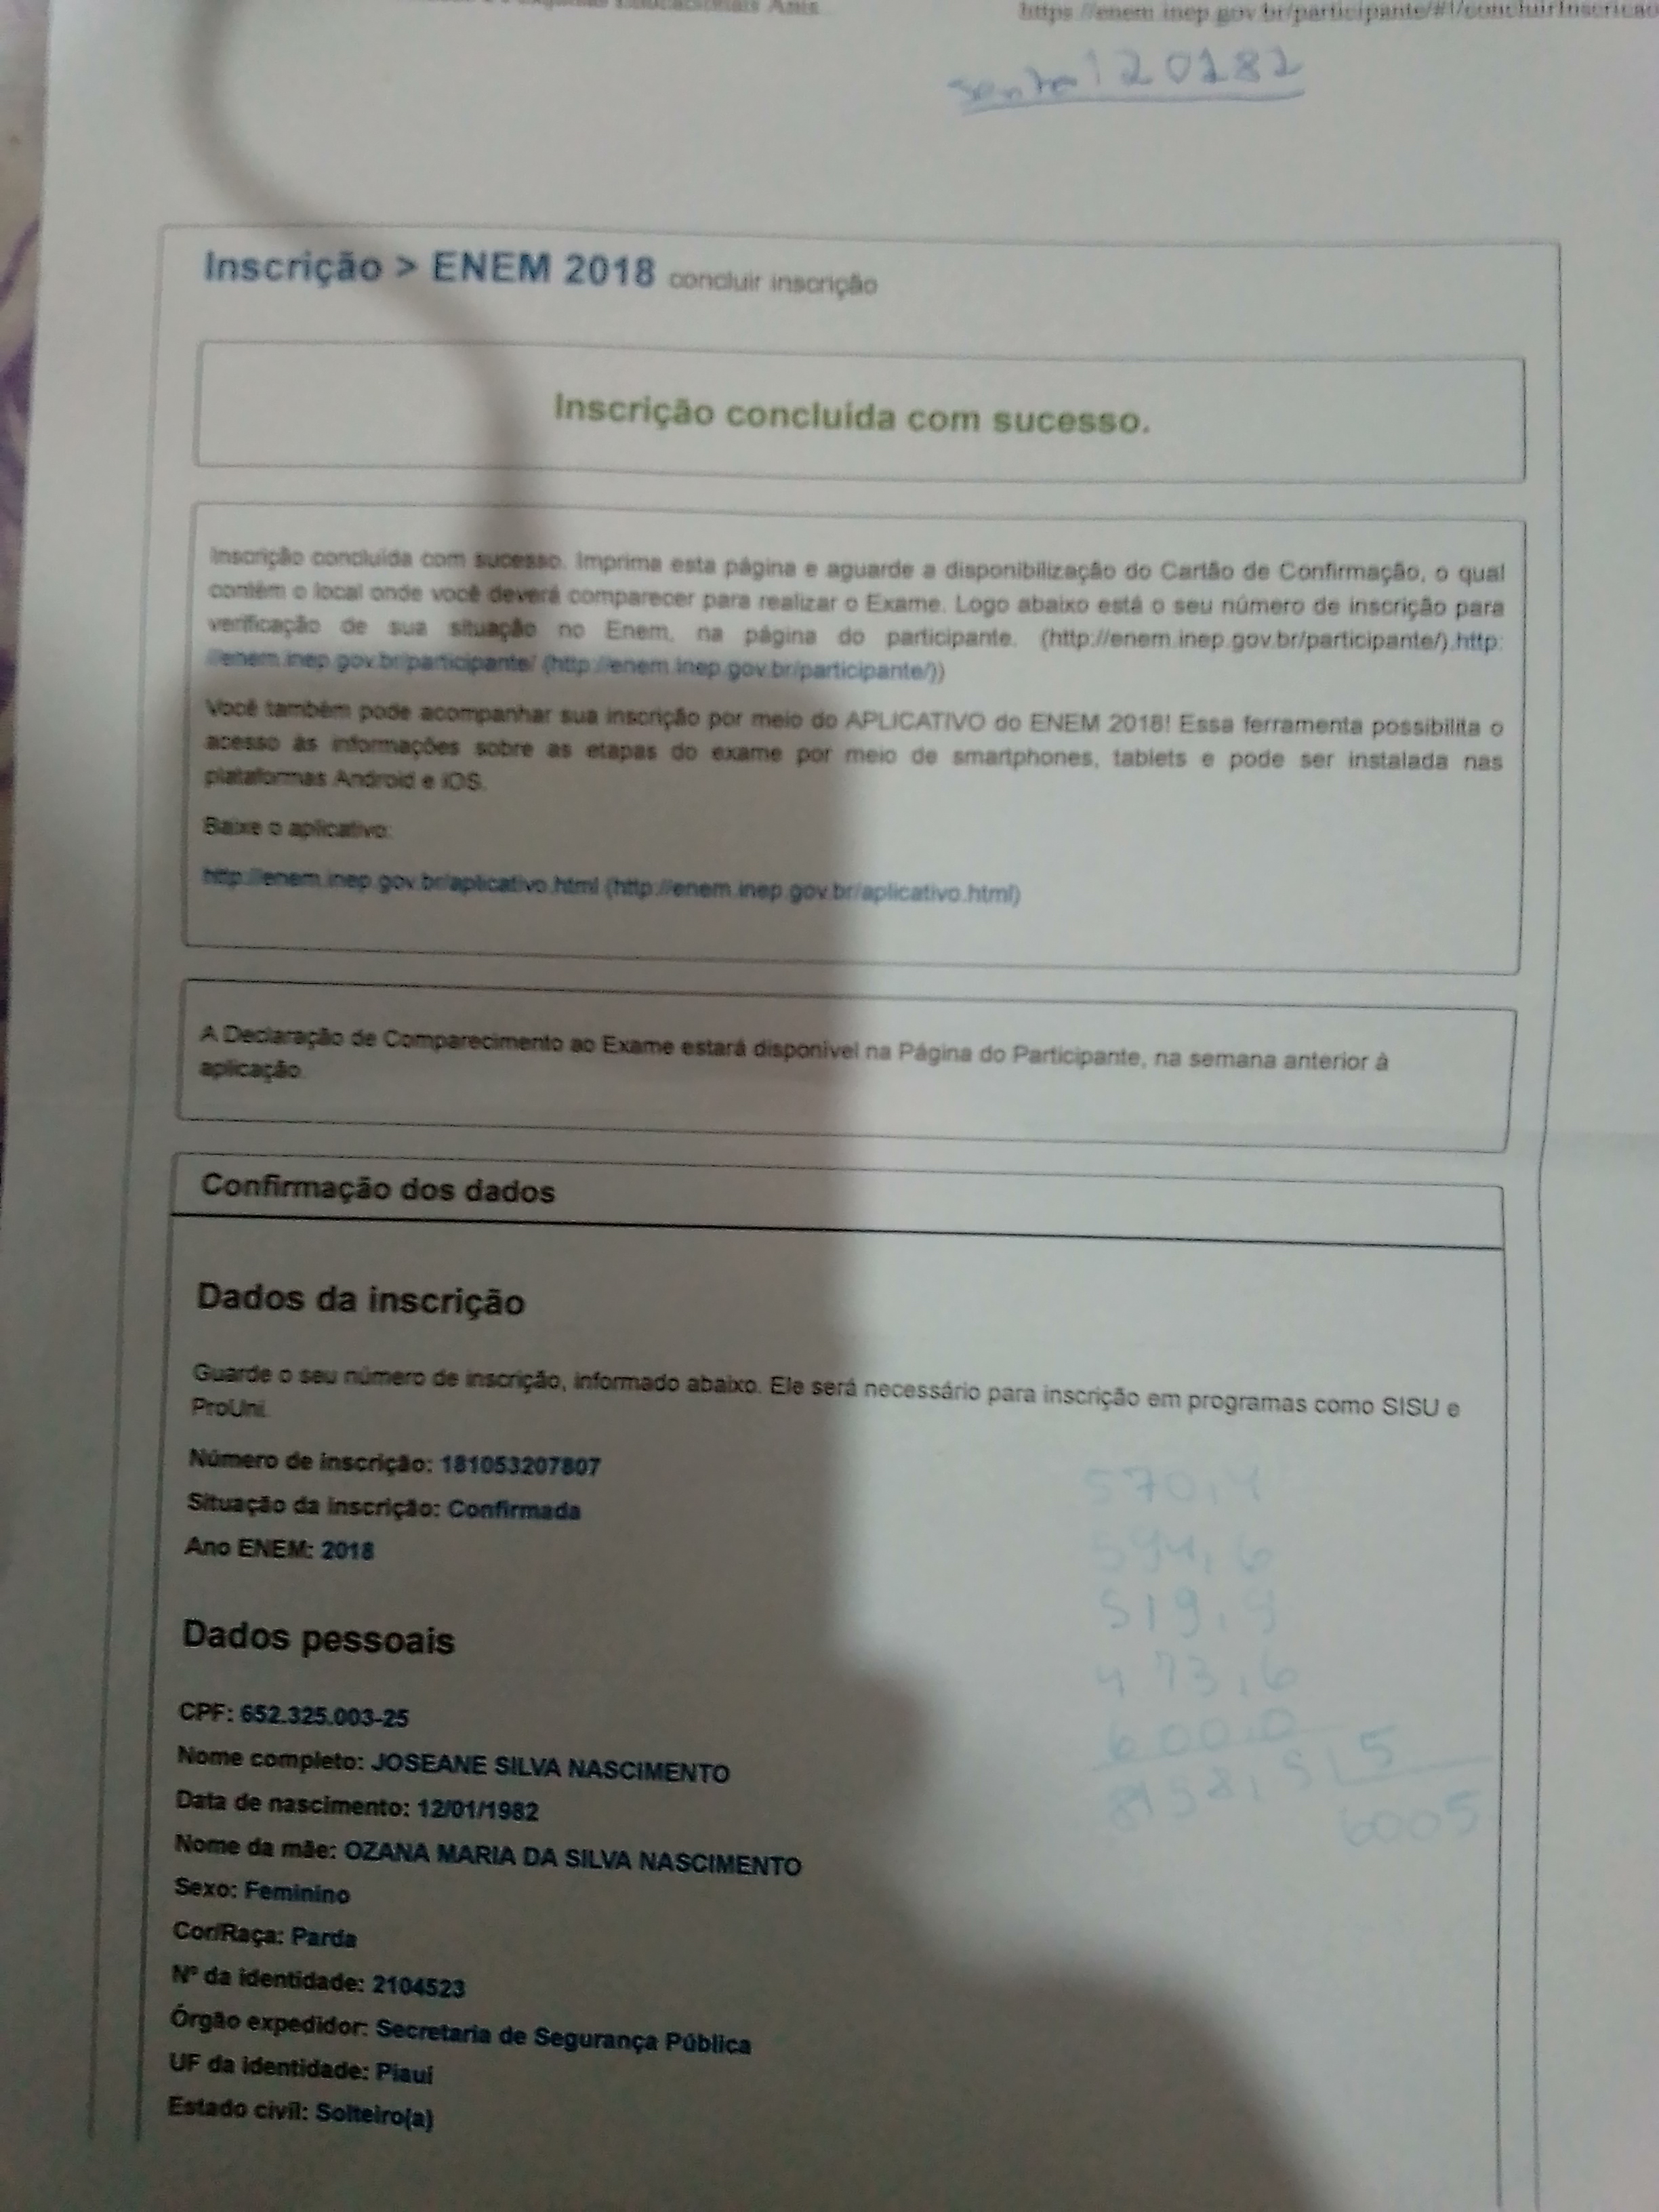 Educacionais Anís
https://enem.inep.gov.br/participante/#!/concluirInscricao
senha 120182
Inscrição > ENEM 2018 concluir inscrição
Inscrição concluída com sucesso.
Inscrição concluída com sucesso. Imprima esta página e aguarde a disponibilização do Cartão de Confirmação, o qual
contém o local onde você deverá comparecer para realizar o Exame. Logo abaixo está o seu número de inscrição para
verificação de sua situação no Enem, na página do participante. (http://enem.inep.gov.br/participante/).http:
//enem.inep.gov.br/participante/ (http://enem.inep.gov.br/participante/))
Você também pode acompanhar sua inscrição por meio do APLICATIVO do ENEM 2018! Essa ferramenta possibilita o
acesso às informações sobre as etapas do exame por meio de smartphones, tablets e pode ser instalada nas
plataformas Android e iOS.
Baixe o aplicativo:
http://enem.inep.gov.br/aplicativo.html (http://enem.inep.gov.br/aplicativo.html)
A Declaração de Comparecimento ao Exame estará disponível na Página do Participante, na semana anterior à
aplicação.
Confirmação dos dados
Dados da inscrição
Guarde o seu número de inscrição, informado abaixo. Ele será necessário para inscrição em programas como SISU e
ProUni.
Número de inscrição: 181053207807
Situação da inscrição: Confirmada
Ano ENEM: 2018
570,4
594,6
519,9
473,6
600,0
5
6005
Dados pessoais
CPF: 652.325.003-25
Nome completo: JOSEANE SILVA NASCIMENTO
Data de nascimento: 12/01/1982
Nome da mãe: OZANA MARIA DA SILVA NASCIMENTO
Sexo: Feminino
Cor/Raça: Parda
Nº da identidade: 2104523
Órgão expedidor: Secretaria de Segurança Pública
UF da identidade: Piauí
Estado civil: Solteiro(a)